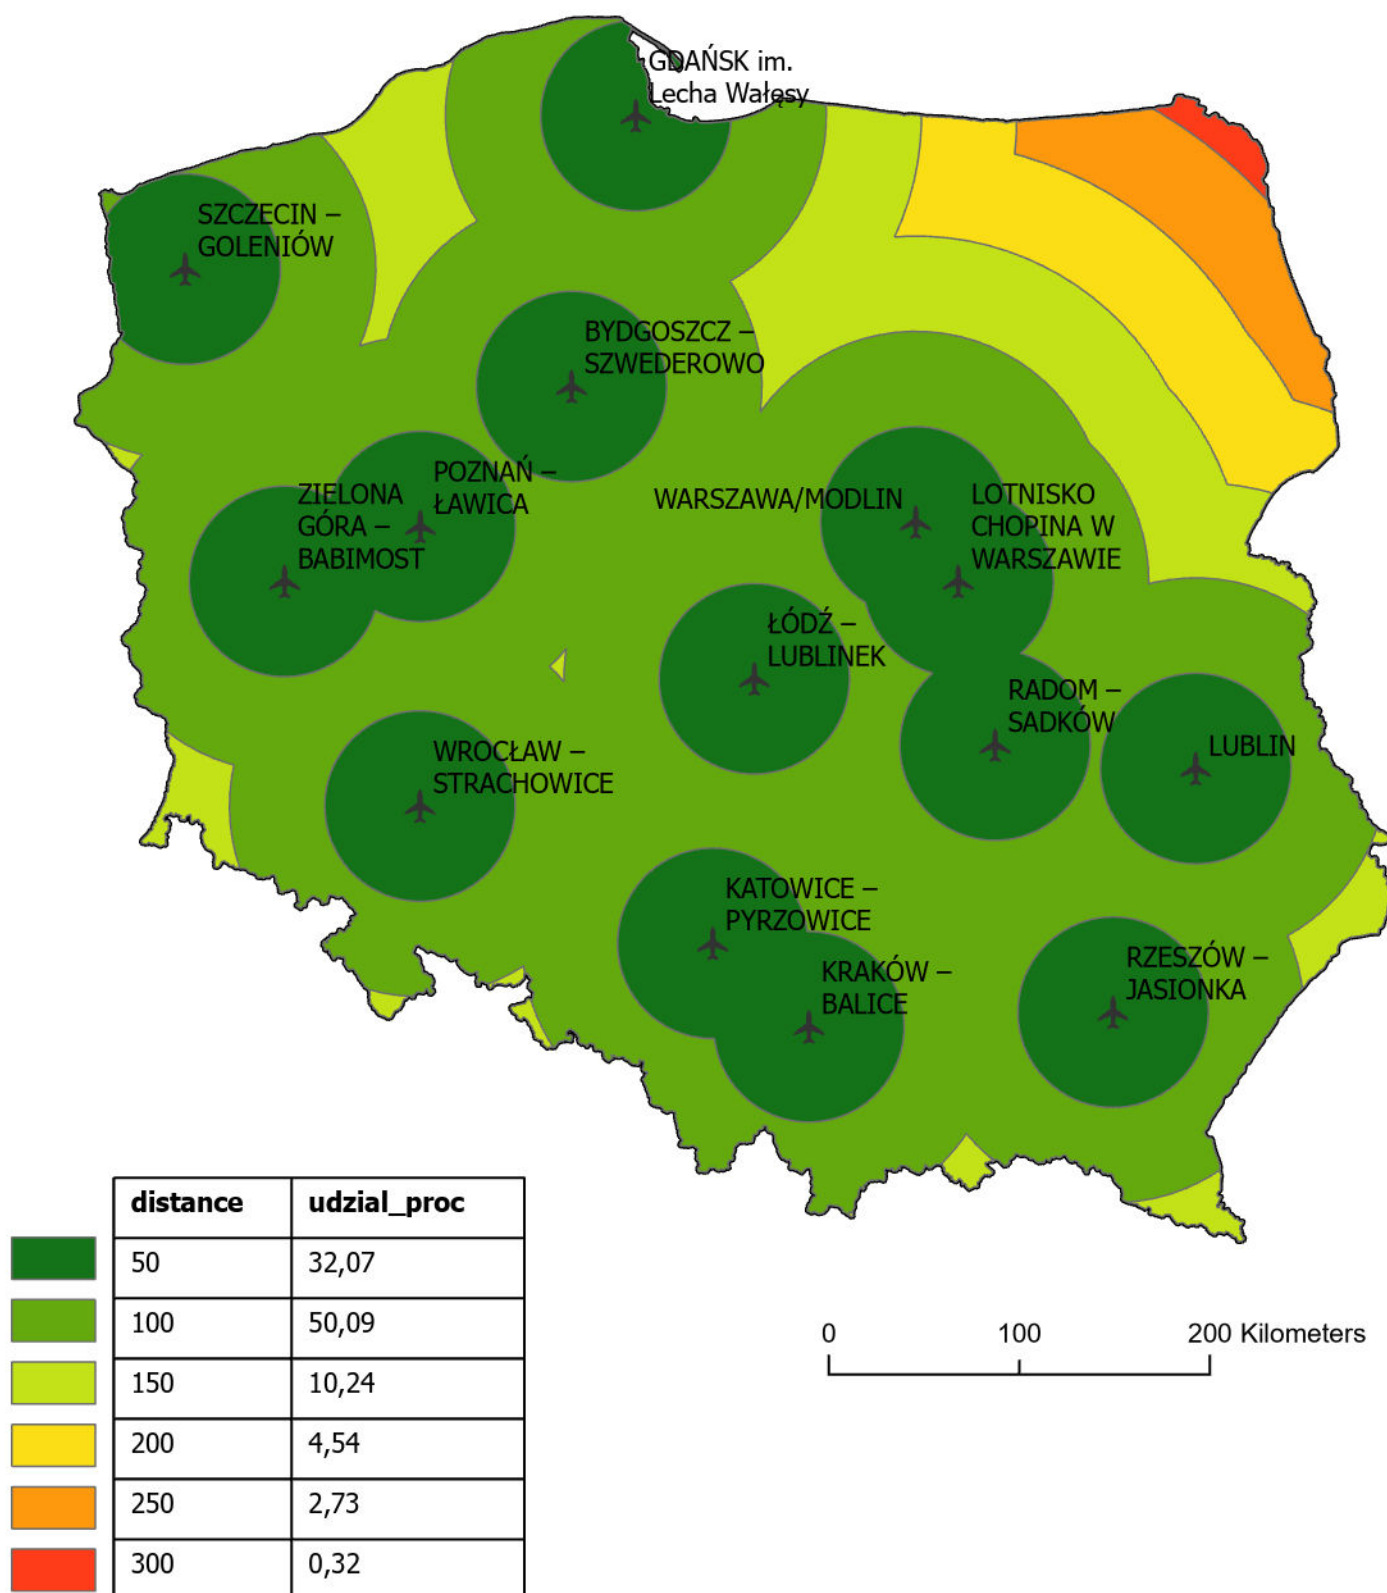 GDAŃSK im.
Lecha Wałęsy
SZCZECIN –
GOLENIÓW
BYDGOSZCZ –
SZWEDEROWO
POZNAŃ –
ŁAWICA
ZIELONA
GÓRA –
BABIMOST
WARSZAWA/MODLIN
LOTNISKO
CHOPINA W
WARSZAWIE
ŁÓDŹ –
LUBLINEK
RADOM –
SADKÓW
LUBLIN
WROCŁAW –
STRACHOWICE
KATOWICE –
PYRZOWICE
KRAKÓW –
BALICE
RZESZÓW –
JASIONKA
distance udzial_proc
50 32,07
100 50,09
150 10,24
200 4,54
250 2,73
300 0,32
0 100 200 Kilometers